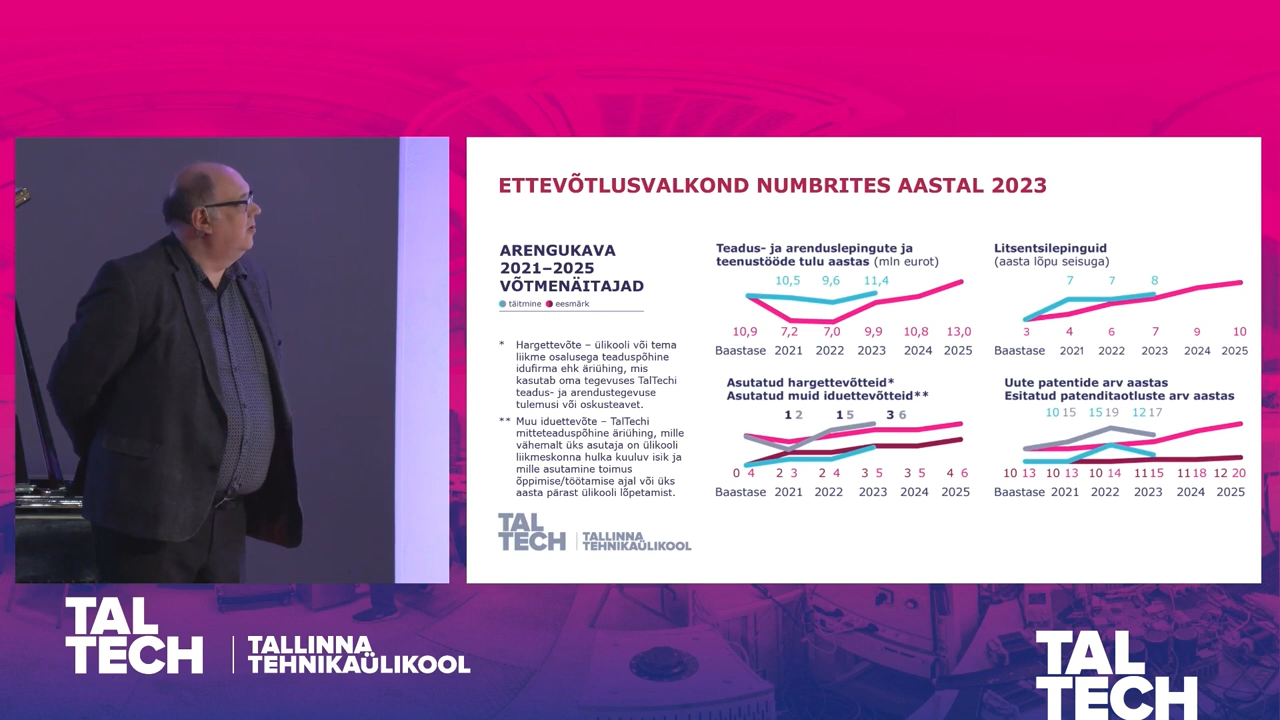 ETTEVÕTLUSVALKOND NUMBRITES AASTAL 2023
ARENGUKAVA
2021–2025
VÕTMENÄITAJAD
täitmine eesmärk
* Hargettevõte – ülikooli või tema
liikme osalusega teaduspõhine
idufirma ehk äriühing, mis
kasutab oma tegevuses TalTechi
teadus- ja arendustegevuse
tulemusi või oskusteavet.
** Muu iduettevõte – TalTechi
mitteteaduspõhine äriühing, mille
vähemalt üks asutaja on ülikooli
liikmeskonna hulka kuuluv isik ja
mille asutamine toimus
õppimise/töötamise ajal või üks
aasta pärast ülikooli lõpetamist.
Teadus- ja arenduslepingute ja
teenustööde tulu aastas (mln eurot)
10,5 9,6 11,4
10,9 7,2 7,0 9,9 10,8 13,0
Baastase 2021 2022 2023 2024 2025
Litsentsilepinguid
(aasta lõpu seisuga)
7 7 8
3 4 6 7 9 10
Baastase 2021 2022 2023 2024 2025
Asutatud hargettevõtteid*
Asutatud muid iduettevõtteid**
1 2 1 5 3 6
0 4 2 3 2 4 3 5 3 5 4 6
Baastase 2021 2022 2023 2024 2025
Uute patentide arv aastas
Esitatud patenditaotluste arv aastas
10 15 15 19 12 17
10 13 10 13 10 14 11 15 11 18 12 20
Baastase 2021 2022 2023 2024 2025
TAL
TECH
TALLINNA
TEHNIKAÜLIKOOL
TAL
TECH
TALLINNA
TEHNIKAÜLIKOOL
TAL
TECH